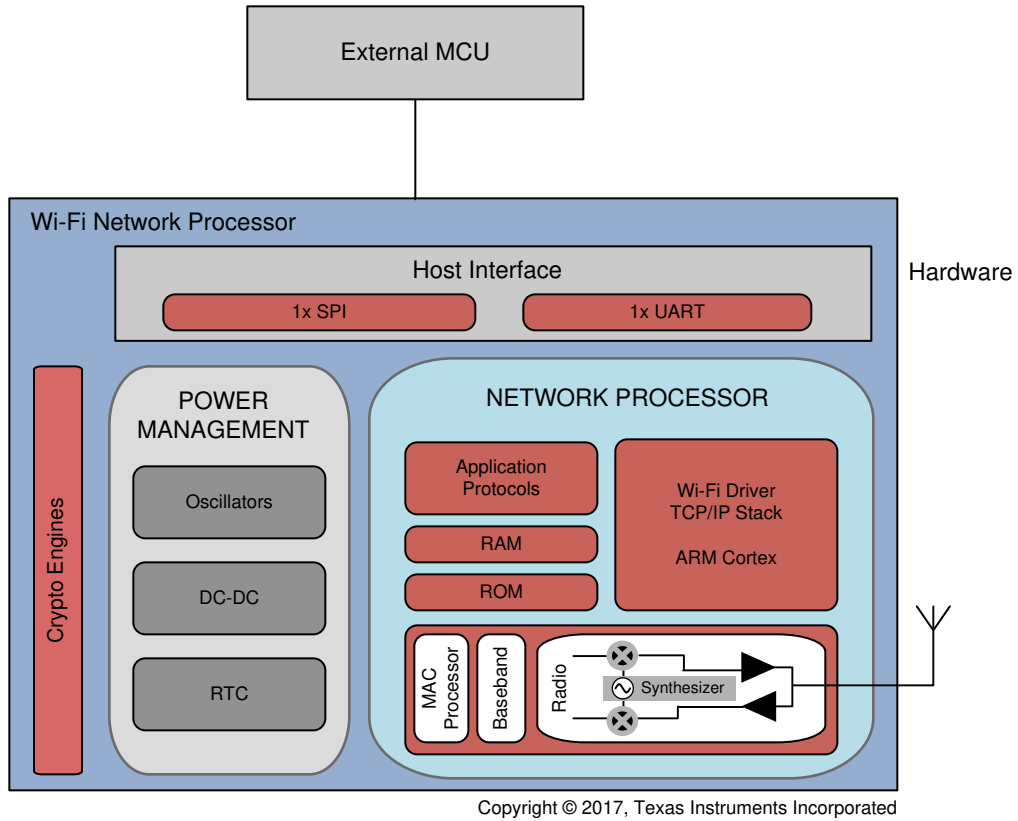 External MCU
Wi-Fi Network Processor
Host Interface
Hardware
1x SPI
1x UART
Crypto Engines
POWER
MANAGEMENT
Oscillators
DC-DC
RTC
NETWORK PROCESSOR
Application
Protocols
RAM
ROM
Wi-Fi Driver
TCP/IP Stack
ARM Cortex
MAC
Processor
Baseband
Radio
Synthesizer
Copyright © 2017, Texas Instruments Incorporated